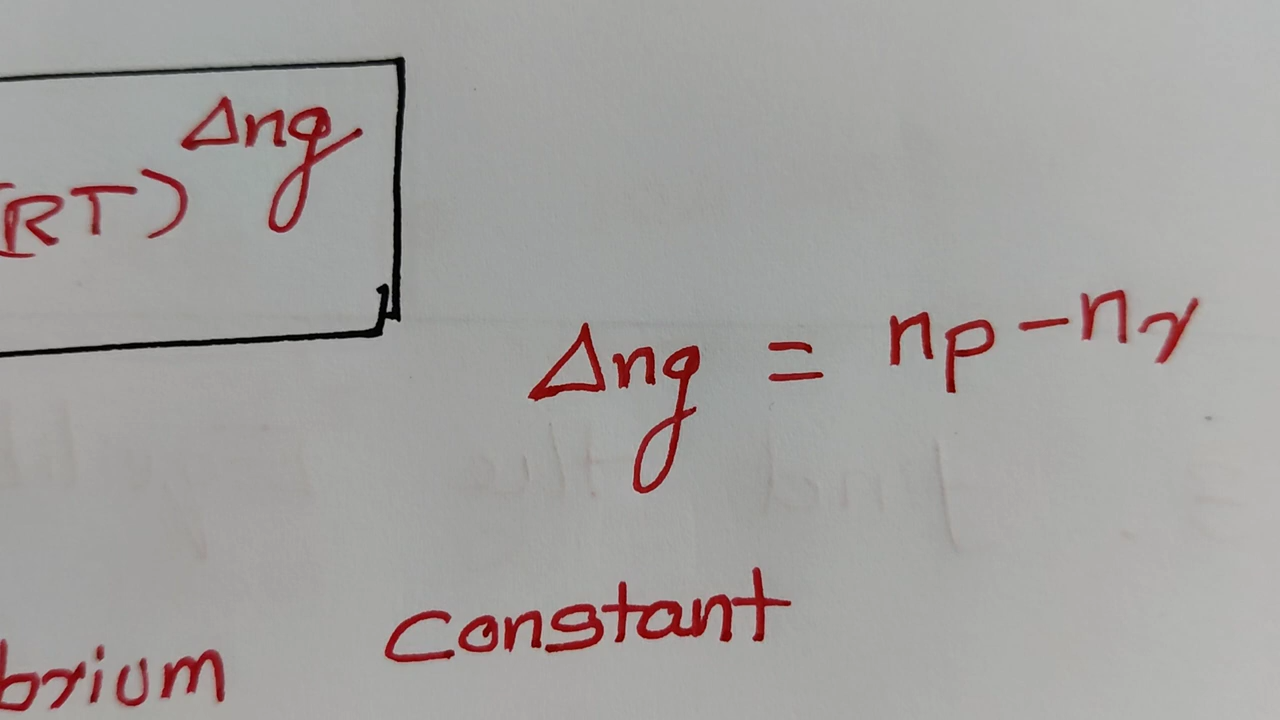 (RT)^Δng
Δng = np - nr
brium constant